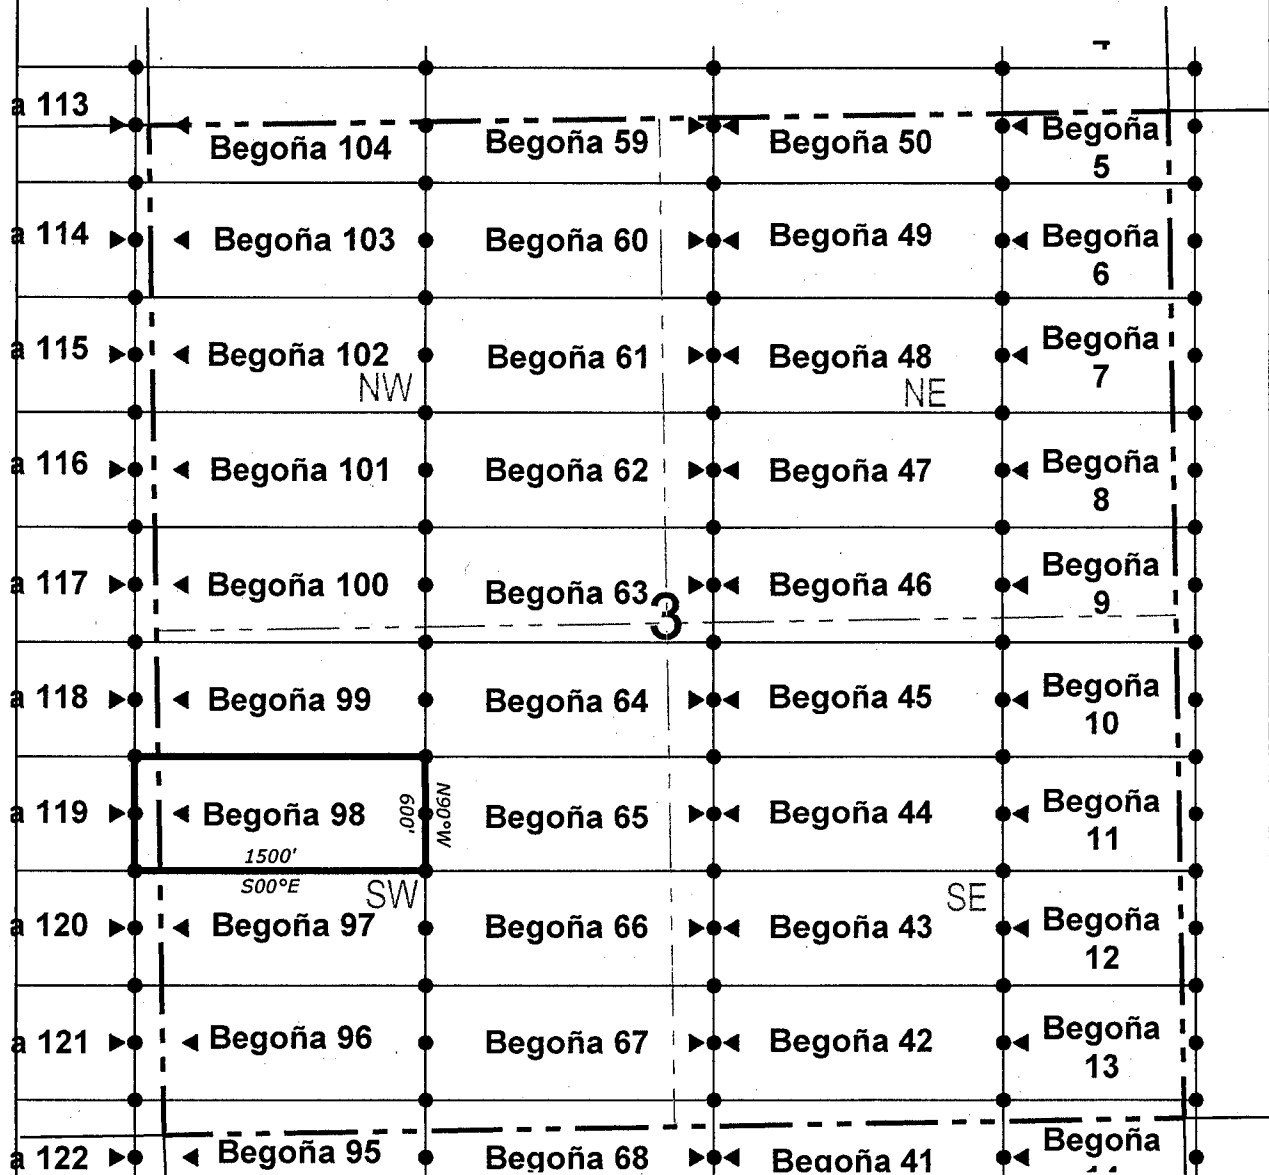 a 113
Begoña 104
Begoña 59
Begoña 50
Begoña
5
a 114
Begoña 103
Begoña 60
Begoña 49
Begoña
6
a 115
Begoña 102
Begoña 61
Begoña 48
Begoña
7
NW
NE
a 116
Begoña 101
Begoña 62
Begoña 47
Begoña
8
a 117
Begoña 100
Begoña 63
Begoña 46
Begoña
9
3
a 118
Begoña 99
Begoña 64
Begoña 45
Begoña
10
a 119
Begoña 98
600'
N90°W
Begoña 65
Begoña 44
Begoña
11
1500'
S00°E
SW
SE
a 120
Begoña 97
Begoña 66
Begoña 43
Begoña
12
a 121
Begoña 96
Begoña 67
Begoña 42
Begoña
13
a 122
Begoña 95
Begoña 68
Begoña 41
Begoña